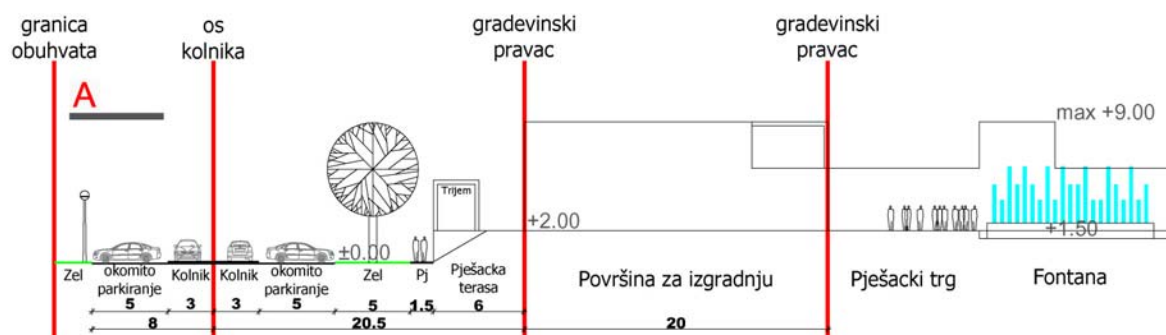 granica
obuhvata
os
kolnika
građevinski
pravac
građevinski
pravac
A
max +9.00
Trijem
+2.00
±0.00
+1.50
Zel
okomito
parkiranje
Kolnik
Kolnik
okomito
parkiranje
Zel
Pj
Pješacka
terasa
Površina za izgradnju
Pješacki trg
Fontana
5
3
3
5
5
1.5
6
8
20.5
20